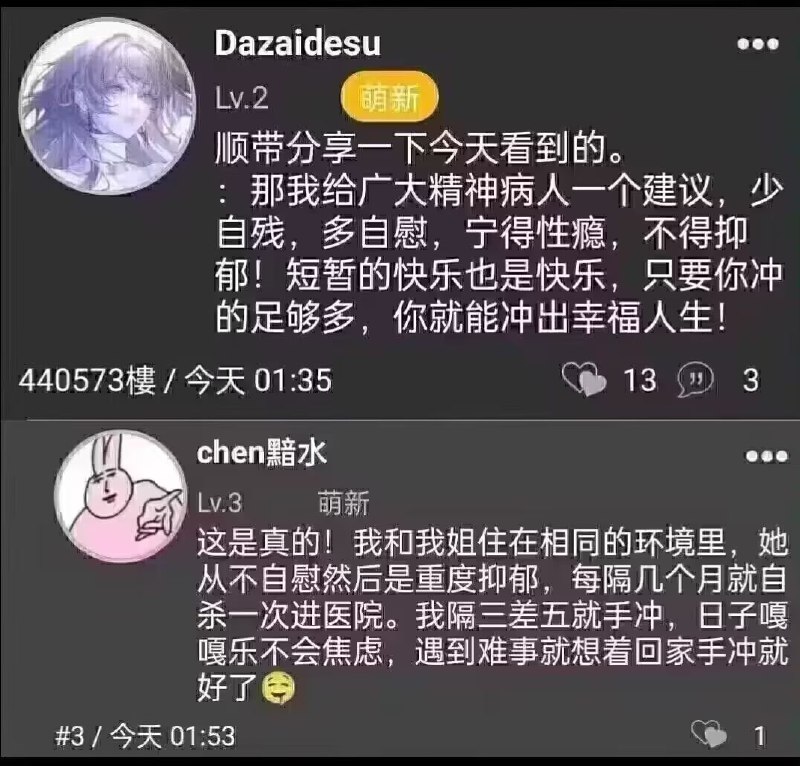 Dazaidesu
Lv.2 萌新
顺带分享一下今天看到的。
：那我给广大精神病人一个建议，少
自残，多自慰，宁得性瘾，不得抑
郁！短暂的快乐也是快乐，只要你冲
的足够多，你就能冲出幸福人生！
440573樓 / 今天 01:35 13 3
chen黯水
Lv.3 萌新
这是真的！我和我姐住在相同的环境里，她
从不自慰然后是重度抑郁，每隔几个月就自
杀一次进医院。我隔三差五就手冲，日子嘎
嘎乐不会焦虑，遇到难事就想着回家手冲就
好了🤤
#3 / 今天 01:53 1